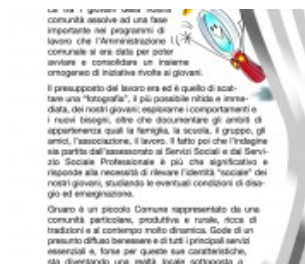 tra i giovani della nostra
comunità assolve ad una fase
importante nei programmi di
lavoro che l'Amministrazione
comunale si era data per poter
avviare e consolidare un insieme
omogeneo di iniziative rivolte ai giovani.
Il presupposto del lavoro era ed è quello di scat-
tare una "fotografia", il più possibile nitida e imme-
diata, dei nostri giovani; esplorarne i comportamenti e
i nuovi bisogni, oltre che documentare gli ambiti di
appartenenza quali la famiglia, la scuola, il gruppo, gli
amici, l'associazione, il lavoro. Il fatto poi che l'indagine
sia partita dall'assessorato ai Servizi Sociali e dal Servi-
zio Sociale Professionale è più che significativo e
risponde alla necessità di rilevare l'identità "sociale" dei
nostri giovani, studiando le eventuali condizioni di disa-
gio ed emarginazione.
Gruaro è un piccolo Comune rappresentato da una
comunità particolare, produttiva e rurale, ricca di
tradizioni e al contempo molto dinamica. Gode di un
presunto diffuso benessere e di tutti i principali servizi
essenziali e, forse per queste sue caratteristiche,
sta diventando una realtà locale sottoposta a